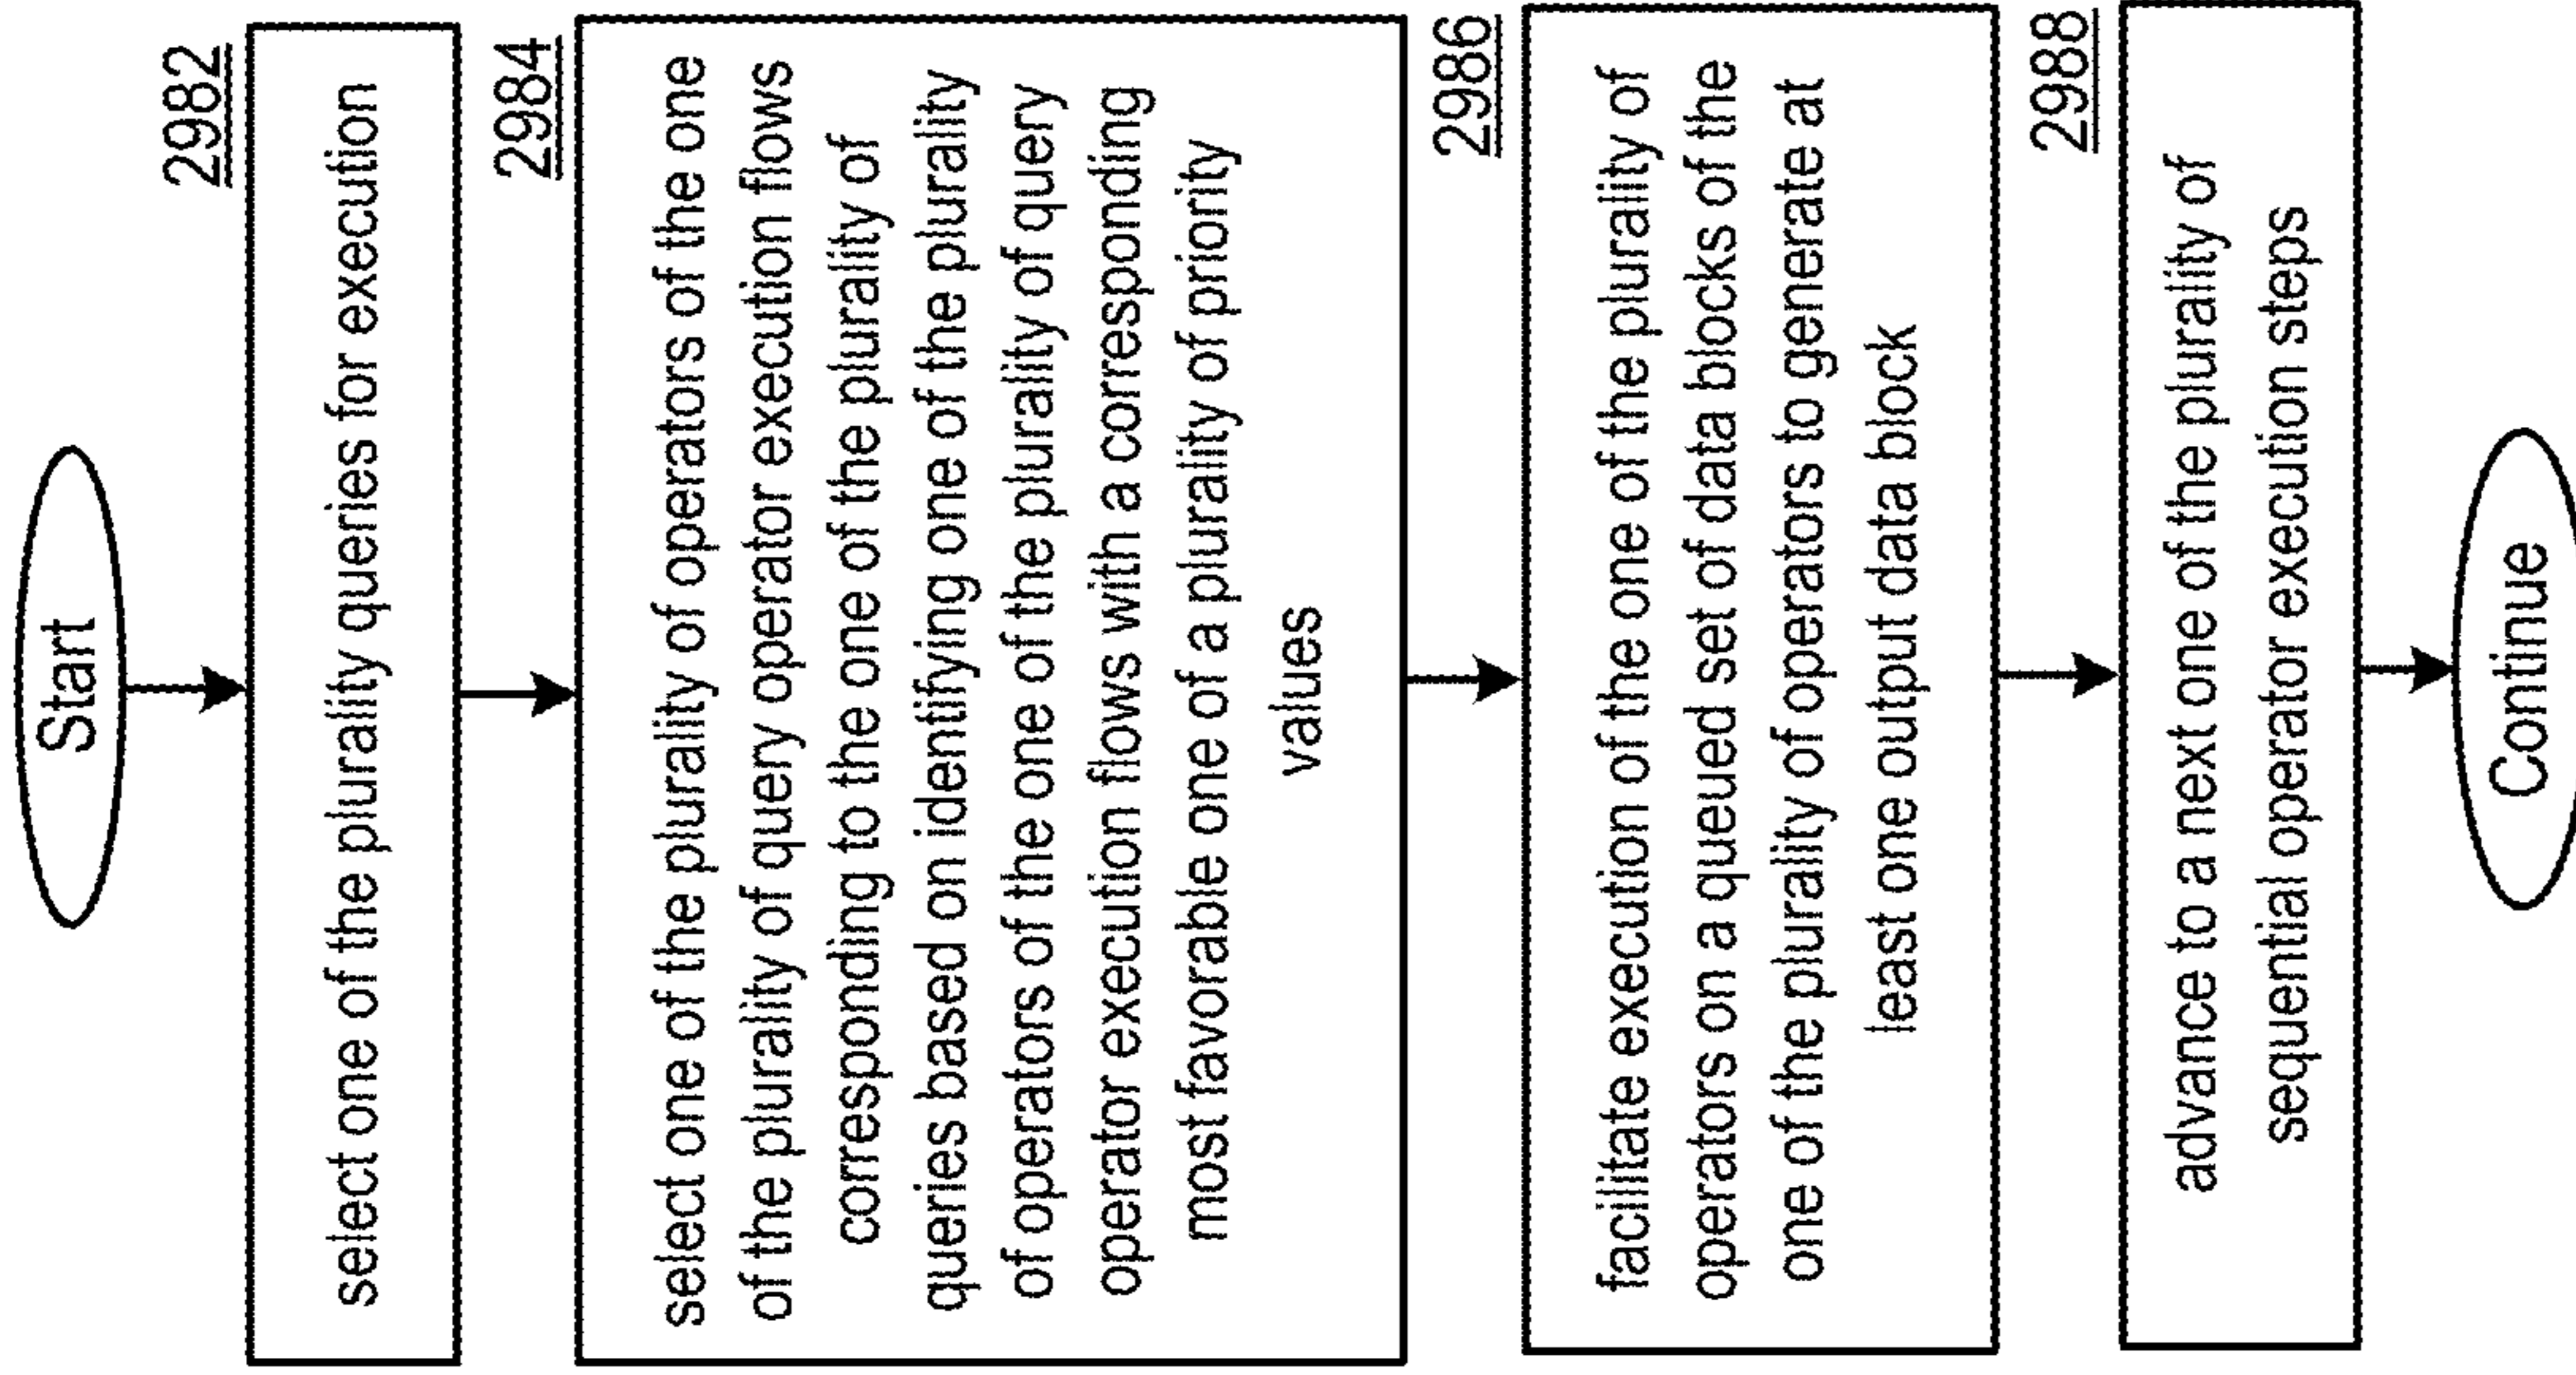 Start
2982
select one of the plurality queries for execution
2984
select one of the plurality of operators of the one
of the plurality of query operator execution flows
corresponding to the one of the plurality of
queries based on identifying one of the plurality
of operators of the one of the plurality of query
operator execution flows with a corresponding
most favorable one of a plurality of priority
values
2986
facilitate execution of the one of the plurality of
operators on a queued set of data blocks of the
one of the plurality of operators to generate at
least one output data block
2988
advance to a next one of the plurality of
sequential operator execution steps
Continue